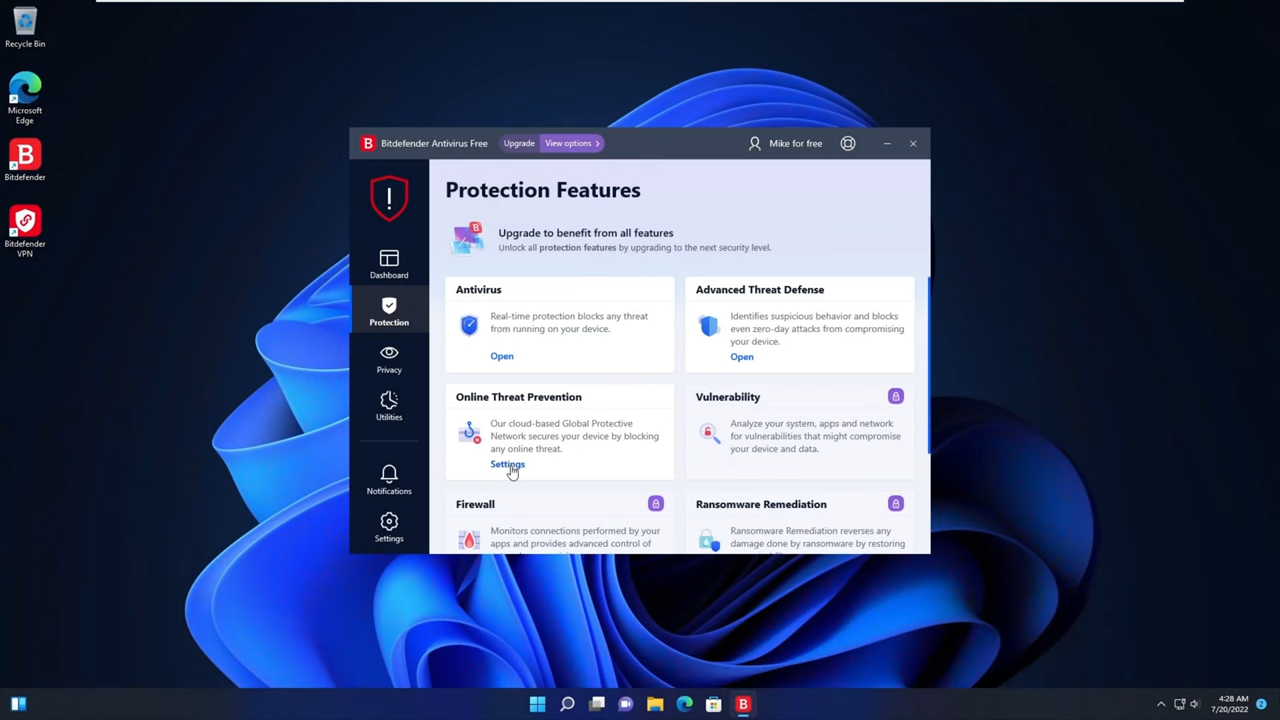 Recycle Bin
Microsoft
Edge
Bitdefender
Bitdefender
VPN
B Bitdefender Antivirus Free Upgrade View options > Mike for free
Dashboard
Protection
Privacy
Utilities
Notifications
Settings
Protection Features
Upgrade to benefit from all features
Unlock all protection features by upgrading to the next security level.
Antivirus
Real-time protection blocks any threat
from running on your device.
Open
Advanced Threat Defense
Identifies suspicious behavior and blocks
even zero-day attacks from compromising
your device.
Open
Online Threat Prevention
Our cloud-based Global Protective
Network secures your device by blocking
any online threat.
Settings
Vulnerability
Analyze your system, apps and network
for vulnerabilities that might compromise
your device and data.
Firewall
Monitors connections performed by your
apps and provides advanced control of
Ransomware Remediation
Ransomware Remediation reverses any
damage done by ransomware by restoring
4:28 AM
7/20/2022
2